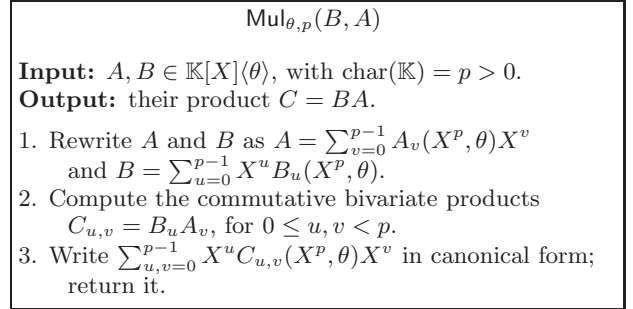 Mul_{θ,p}(B, A)
Input: A, B ∈ 𝕂[X]⟨θ⟩, with char(𝕂) = p > 0.
Output: their product C = BA.
1. Rewrite A and B as A = ∑_{v=0}^{p−1} A_v(X^p, θ)X^v
and B = ∑_{u=0}^{p−1} X^u B_u(X^p, θ).
2. Compute the commutative bivariate products
C_{u,v} = B_u A_v, for 0 ≤ u, v < p.
3. Write ∑_{u,v=0}^{p−1} X^u C_{u,v}(X^p, θ)X^v in canonical form;
return it.